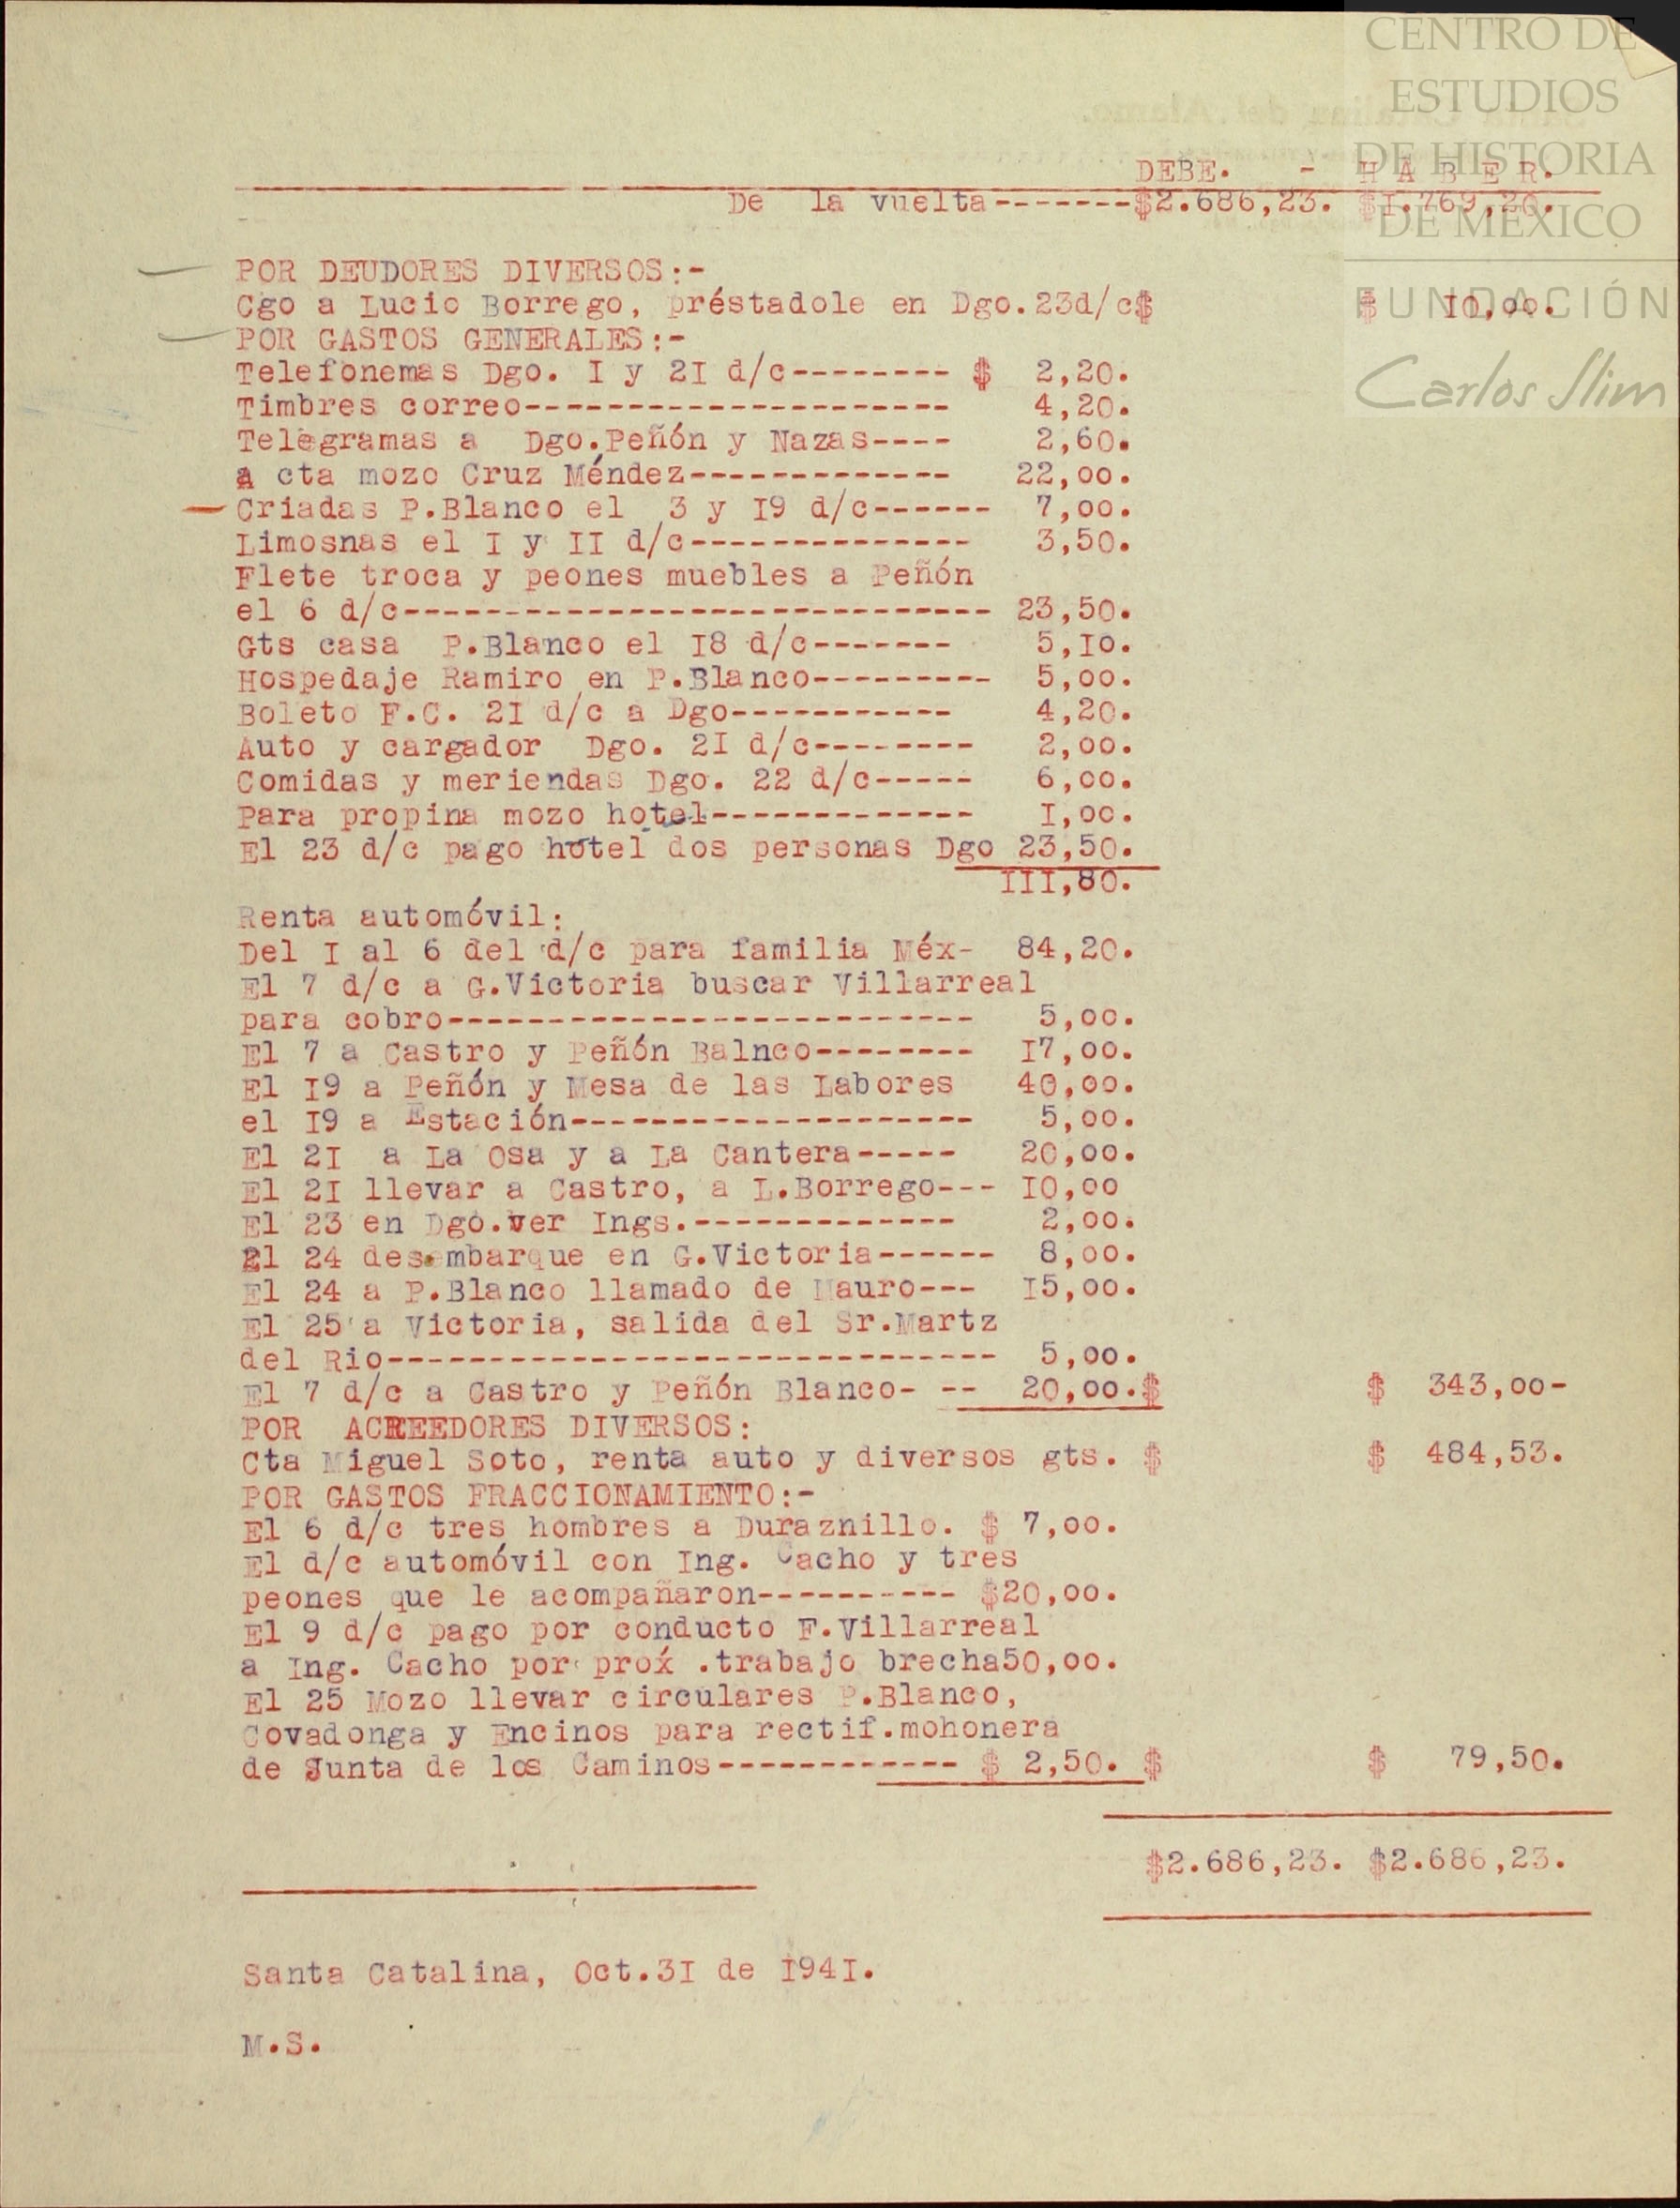 CENTRO DE
ESTUDIOS
DE HISTORIA
DE MÉXICO
FUNDACIÓN
Carlos Slim
DEBE. - H A B E R.
De la vuelta-------$2.686,23. $I.769,20.
POR DEUDORES DIVERSOS:-
Cgo a Lucio Borrego, préstadole en Dgo.23d/c$ $ I0,00.
POR GASTOS GENERALES:-
Telefonemas Dgo. I y 2I d/c-------- $ 2,20.
Timbres correo--------------------- 4,20.
Telegramas a Dgo.Peñón y Nazas---- 2,60.
a cta mozo Cruz Méndez------------- 22,00.
Criadas P.Blanco el 3 y I9 d/c------ 7,00.
Limosnas el I y II d/c-------------- 3,50.
Flete troca y peones muebles a Peñón
el 6 d/c----------------------------- 23,50.
Gts casa P.Blanco el I8 d/c------- 5,I0.
Hospedaje Ramiro en P.Blanco--------- 5,00.
Boleto F.C. 2I d/c a Dgo----------- 4,20.
Auto y cargador Dgo. 2I d/c-------- 2,00.
Comidas y meriendas Dgo. 22 d/c----- 6,00.
Para propina mozo hotel------------- I,00.
El 23 d/c pago hotel dos personas Dgo 23,50.
III,80.
Renta automóvil:
Del I al 6 del d/c para familia Méx- 84,20.
El 7 d/c a G.Victoria buscar Villarreal
para cobro-------------------------- 5,00.
El 7 a Castro y Peñón Balnco-------- I7,00.
El I9 a Peñón y Mesa de las Labores 40,00.
el I9 a Estación-------------------- 5,00.
El 2I a La Osa y a La Cantera----- 20,00.
El 2I llevar a Castro, a L.Borrego--- I0,00
El 23 en Dgo.ver Ings.------------- 2,00.
El 24 desembarque en G.Victoria------ 8,00.
El 24 a P.Blanco llamado de Mauro--- I5,00.
El 25 a Victoria, salida del Sr.Martz
del Rio------------------------------ 5,00.
El 7 d/c a Castro y Peñón Blanco- -- 20,00.$ $ 343,00-
POR ACREEDORES DIVERSOS:
Cta Miguel Soto, renta auto y diversos gts. $ $ 484,53.
POR GASTOS FRACCIONAMIENTO:-
El 6 d/c tres hombres a Duraznillo. $ 7,00.
El d/c automóvil con Ing. Cacho y tres
peones que le acompañaron---------- $20,00.
El 9 d/c pago por conducto F.Villarreal
a Ing. Cacho por próx .trabajo brecha50,00.
El 25 Mozo llevar circulares P.Blanco,
Covadonga y Encinos para rectif.mohonera
de Junta de los Caminos------------ $ 2,50. $ $ 79,50.
$2.686,23. $2.686,23.
Santa Catalina, Oct.3I de I94I.
M.S.